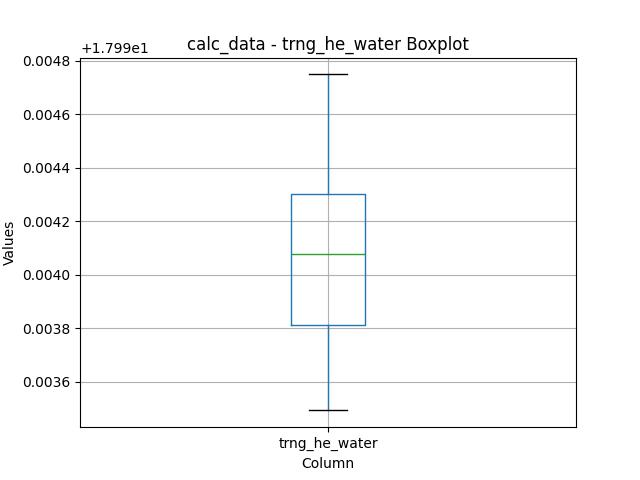 calc_data - trng_he_water Boxplot
+1.799e1
0.0048
0.0046
0.0044
0.0042
0.0040
0.0038
0.0036
Values
trng_he_water
Column